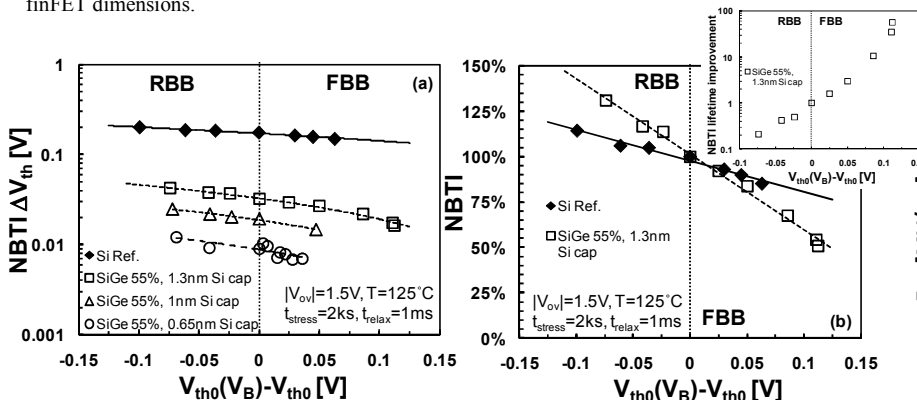 finFET dimensions.
1
0.1
0.01
0.001
NBTI ΔVth [V]
RBB
FBB
(a)
◆ Si Ref.
□ SiGe 55%, 1.3nm Si cap
△ SiGe 55%, 1nm Si cap
○ SiGe 55%, 0.65nm Si cap
|Vov|=1.5V, T=125˚C
tstress=2ks, trelax=1ms
-0.15 -0.1 -0.05 0 0.05 0.1 0.15
Vth0(VB)-Vth0 [V]
150%
125%
100%
75%
50%
25%
0%
NBTI
RBB
◆ Si Ref.
□ SiGe 55%, 1.3nm
Si cap
|Vov|=1.5V, T=125˚C
tstress=2ks, trelax=1ms
FBB
(b)
-0.15 -0.1 -0.05 0 0.05 0.1 0.15
Vth0(VB)-Vth0 [V]
100
10
1
0.1
NBTI lifetime improvement
RBB
FBB
□ SiGe 55%,
1.3nm Si cap
-0.1 -0.05 0 0.05 0.1 0.15
Vth0(VB)-Vth0 [V]